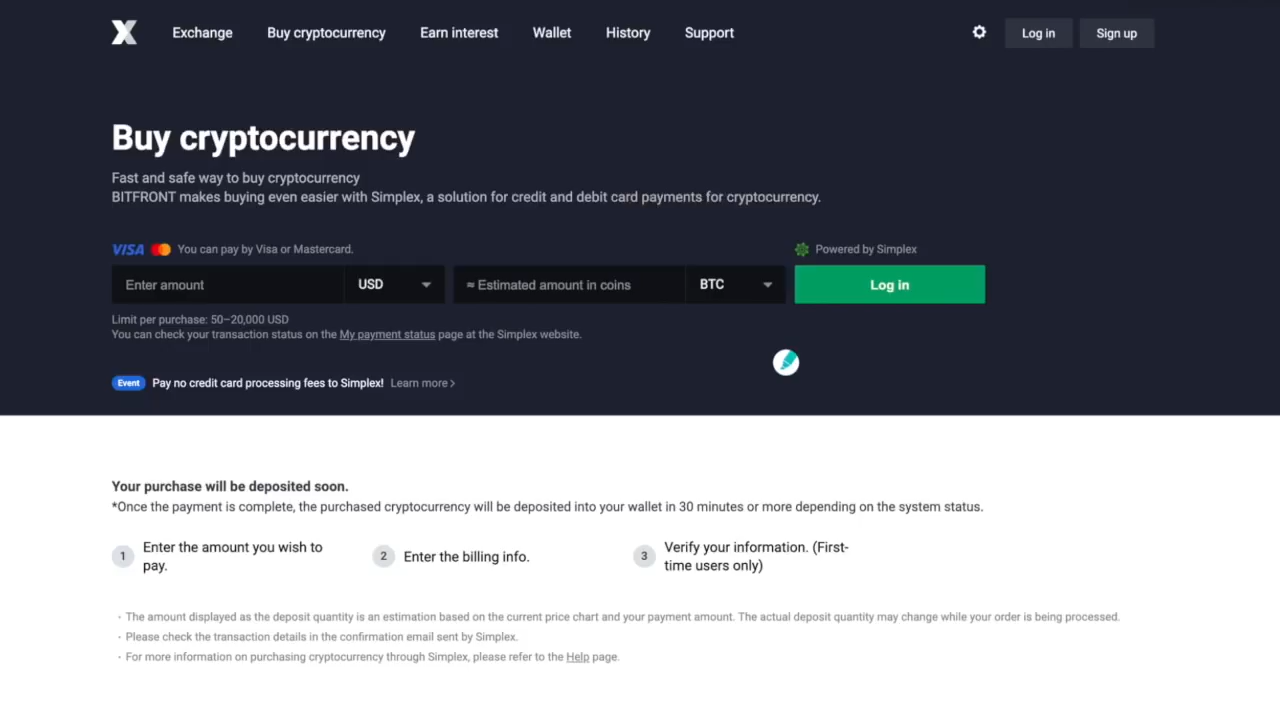 Exchange Buy cryptocurrency Earn interest Wallet History Support Log in Sign up
Buy cryptocurrency
Fast and safe way to buy cryptocurrency
BITFRONT makes buying even easier with Simplex, a solution for credit and debit card payments for cryptocurrency.
VISA You can pay by Visa or Mastercard. Powered by Simplex
Enter amount USD ≈ Estimated amount in coins BTC Log in
Limit per purchase: 50–20,000 USD
You can check your transaction status on the My payment status page at the Simplex website.
Event Pay no credit card processing fees to Simplex! Learn more >
Your purchase will be deposited soon.
*Once the payment is complete, the purchased cryptocurrency will be deposited into your wallet in 30 minutes or more depending on the system status.
1 Enter the amount you wish to
pay.
2 Enter the billing info.
3 Verify your information. (First-
time users only)
· The amount displayed as the deposit quantity is an estimation based on the current price chart and your payment amount. The actual deposit quantity may change while your order is being processed.
· Please check the transaction details in the confirmation email sent by Simplex.
· For more information on purchasing cryptocurrency through Simplex, please refer to the Help page.